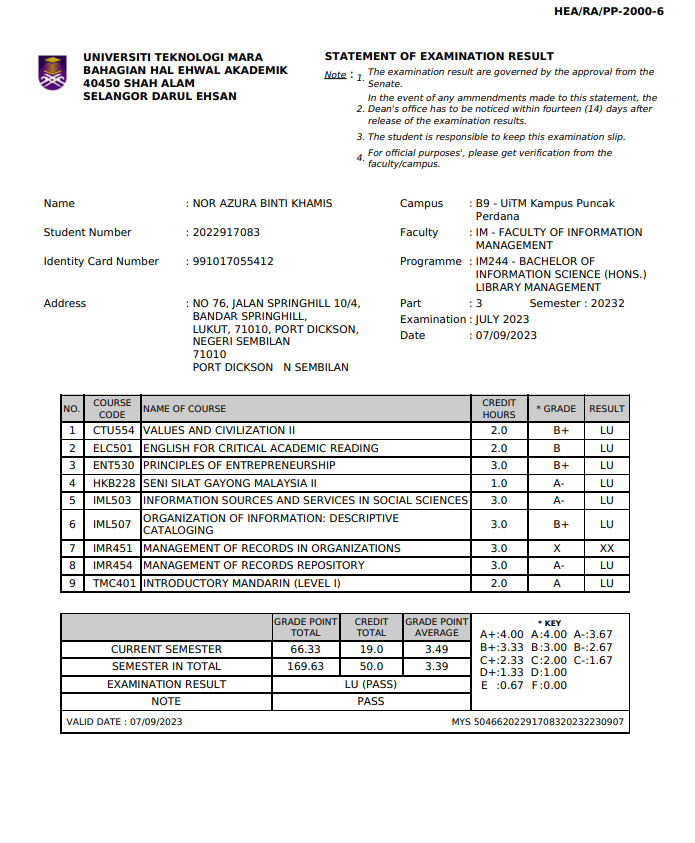 HEA/RA/PP-2000-6
UNIVERSITI TEKNOLOGI MARA
BAHAGIAN HAL EHWAL AKADEMIK
40450 SHAH ALAM
SELANGOR DARUL EHSAN
STATEMENT OF EXAMINATION RESULT
Note : 1. The examination result are governed by the approval from the
Senate.
In the event of any ammendments made to this statement, the
2. Dean's office has to be noticed within fourteen (14) days after
release of the examination results.
3. The student is responsible to keep this examination slip.
4. For official purposes', please get verification from the
faculty/campus.
Name : NOR AZURA BINTI KHAMIS
Student Number : 2022917083
Identity Card Number : 991017055412
Address : NO 76, JALAN SPRINGHILL 10/4,
BANDAR SPRINGHILL,
LUKUT, 71010, PORT DICKSON,
NEGERI SEMBILAN
71010
PORT DICKSON N SEMBILAN
Campus : B9 - UiTM Kampus Puncak
Perdana
Faculty : IM - FACULTY OF INFORMATION
MANAGEMENT
Programme : IM244 - BACHELOR OF
INFORMATION SCIENCE (HONS.)
LIBRARY MANAGEMENT
Part : 3 Semester : 20232
Examination : JULY 2023
Date : 07/09/2023
NO. COURSE CODE NAME OF COURSE CREDIT HOURS * GRADE RESULT
1 CTU554 VALUES AND CIVILIZATION II 2.0 B+ LU
2 ELC501 ENGLISH FOR CRITICAL ACADEMIC READING 2.0 B LU
3 ENT530 PRINCIPLES OF ENTREPRENEURSHIP 3.0 B+ LU
4 HKB228 SENI SILAT GAYONG MALAYSIA II 1.0 A- LU
5 IML503 INFORMATION SOURCES AND SERVICES IN SOCIAL SCIENCES 3.0 A- LU
6 IML507 ORGANIZATION OF INFORMATION: DESCRIPTIVE CATALOGING 3.0 B+ LU
7 IMR451 MANAGEMENT OF RECORDS IN ORGANIZATIONS 3.0 X XX
8 IMR454 MANAGEMENT OF RECORDS REPOSITORY 3.0 A- LU
9 TMC401 INTRODUCTORY MANDARIN (LEVEL I) 2.0 A LU
GRADE POINT TOTAL CREDIT TOTAL GRADE POINT AVERAGE
CURRENT SEMESTER 66.33 19.0 3.49
SEMESTER IN TOTAL 169.63 50.0 3.39
EXAMINATION RESULT LU (PASS)
NOTE PASS
* KEY
A+:4.00 A:4.00 A-:3.67
B+:3.33 B:3.00 B-:2.67
C+:2.33 C:2.00 C-:1.67
D+:1.33 D:1.00
E :0.67 F:0.00
VALID DATE : 07/09/2023 MYS 50466202291708320232230907